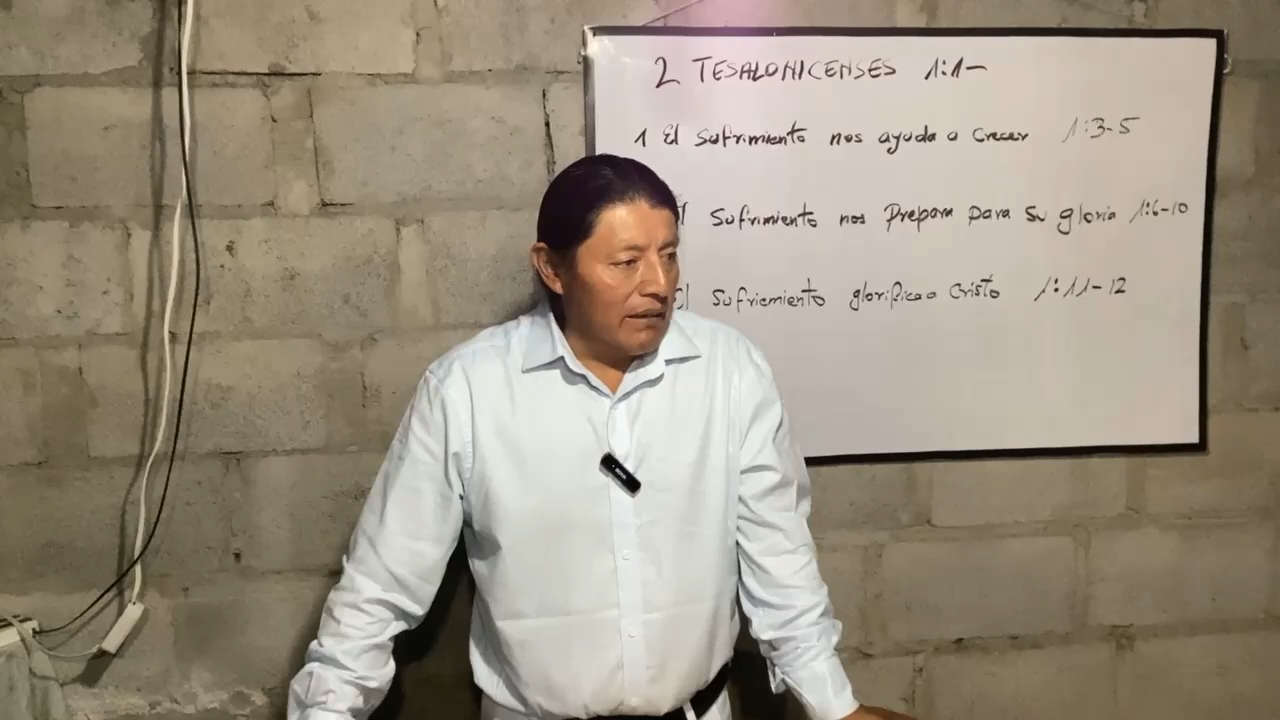 2 TESALONICENSES 1:1-
1 El Sufrimiento nos ayuda a Crecer 1:3-5
Sufrimiento nos Prepara para su gloria 1:6-10
El Sufriemiento glorifica a Cristo 1:11-12